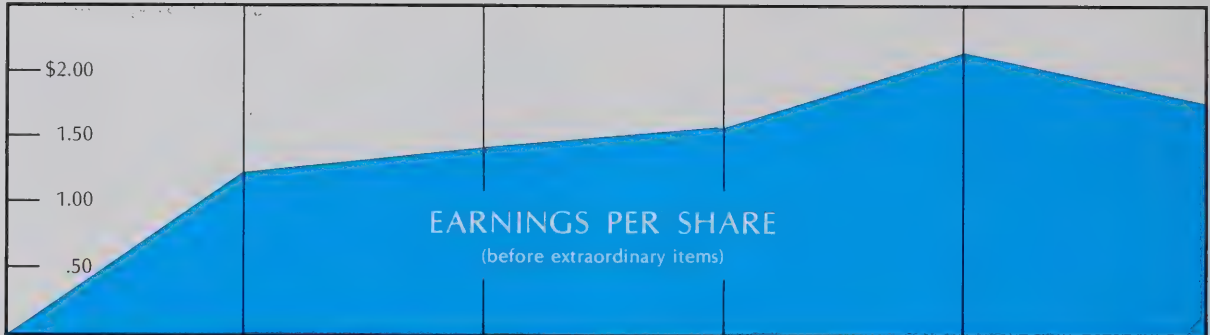 $2.00
1.50
1.00
.50
EARNINGS PER SHARE
(before extraordinary items)